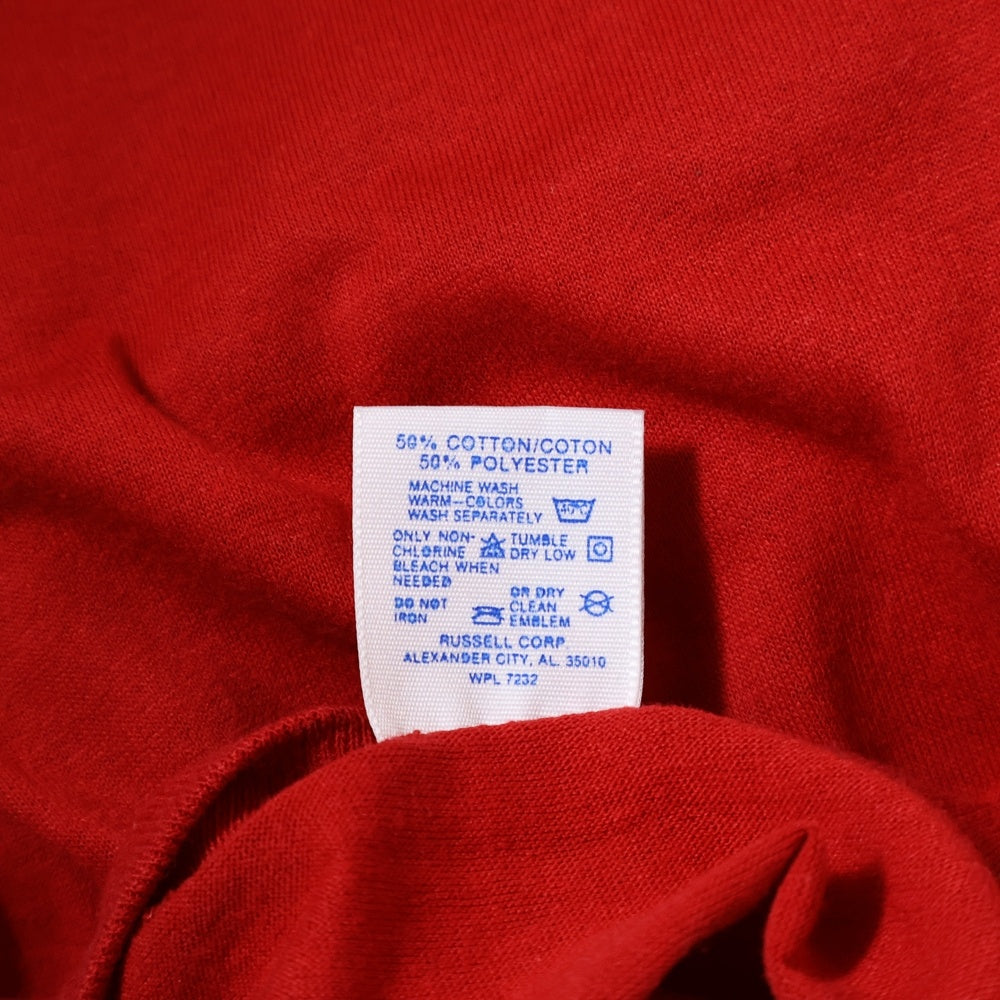 50% COTTON/COTON
50% POLYESTER
MACHINE WASH
WARM-COLORS
WASH SEPARATELY
ONLY NON-
CHLORINE
BLEACH WHEN
NEEDED
TUMBLE
DRY LOW
DO NOT
IRON
OR DRY
CLEAN
EMBLEM
RUSSELL CORP.
ALEXANDER CITY, AL. 35010
WPL 7232